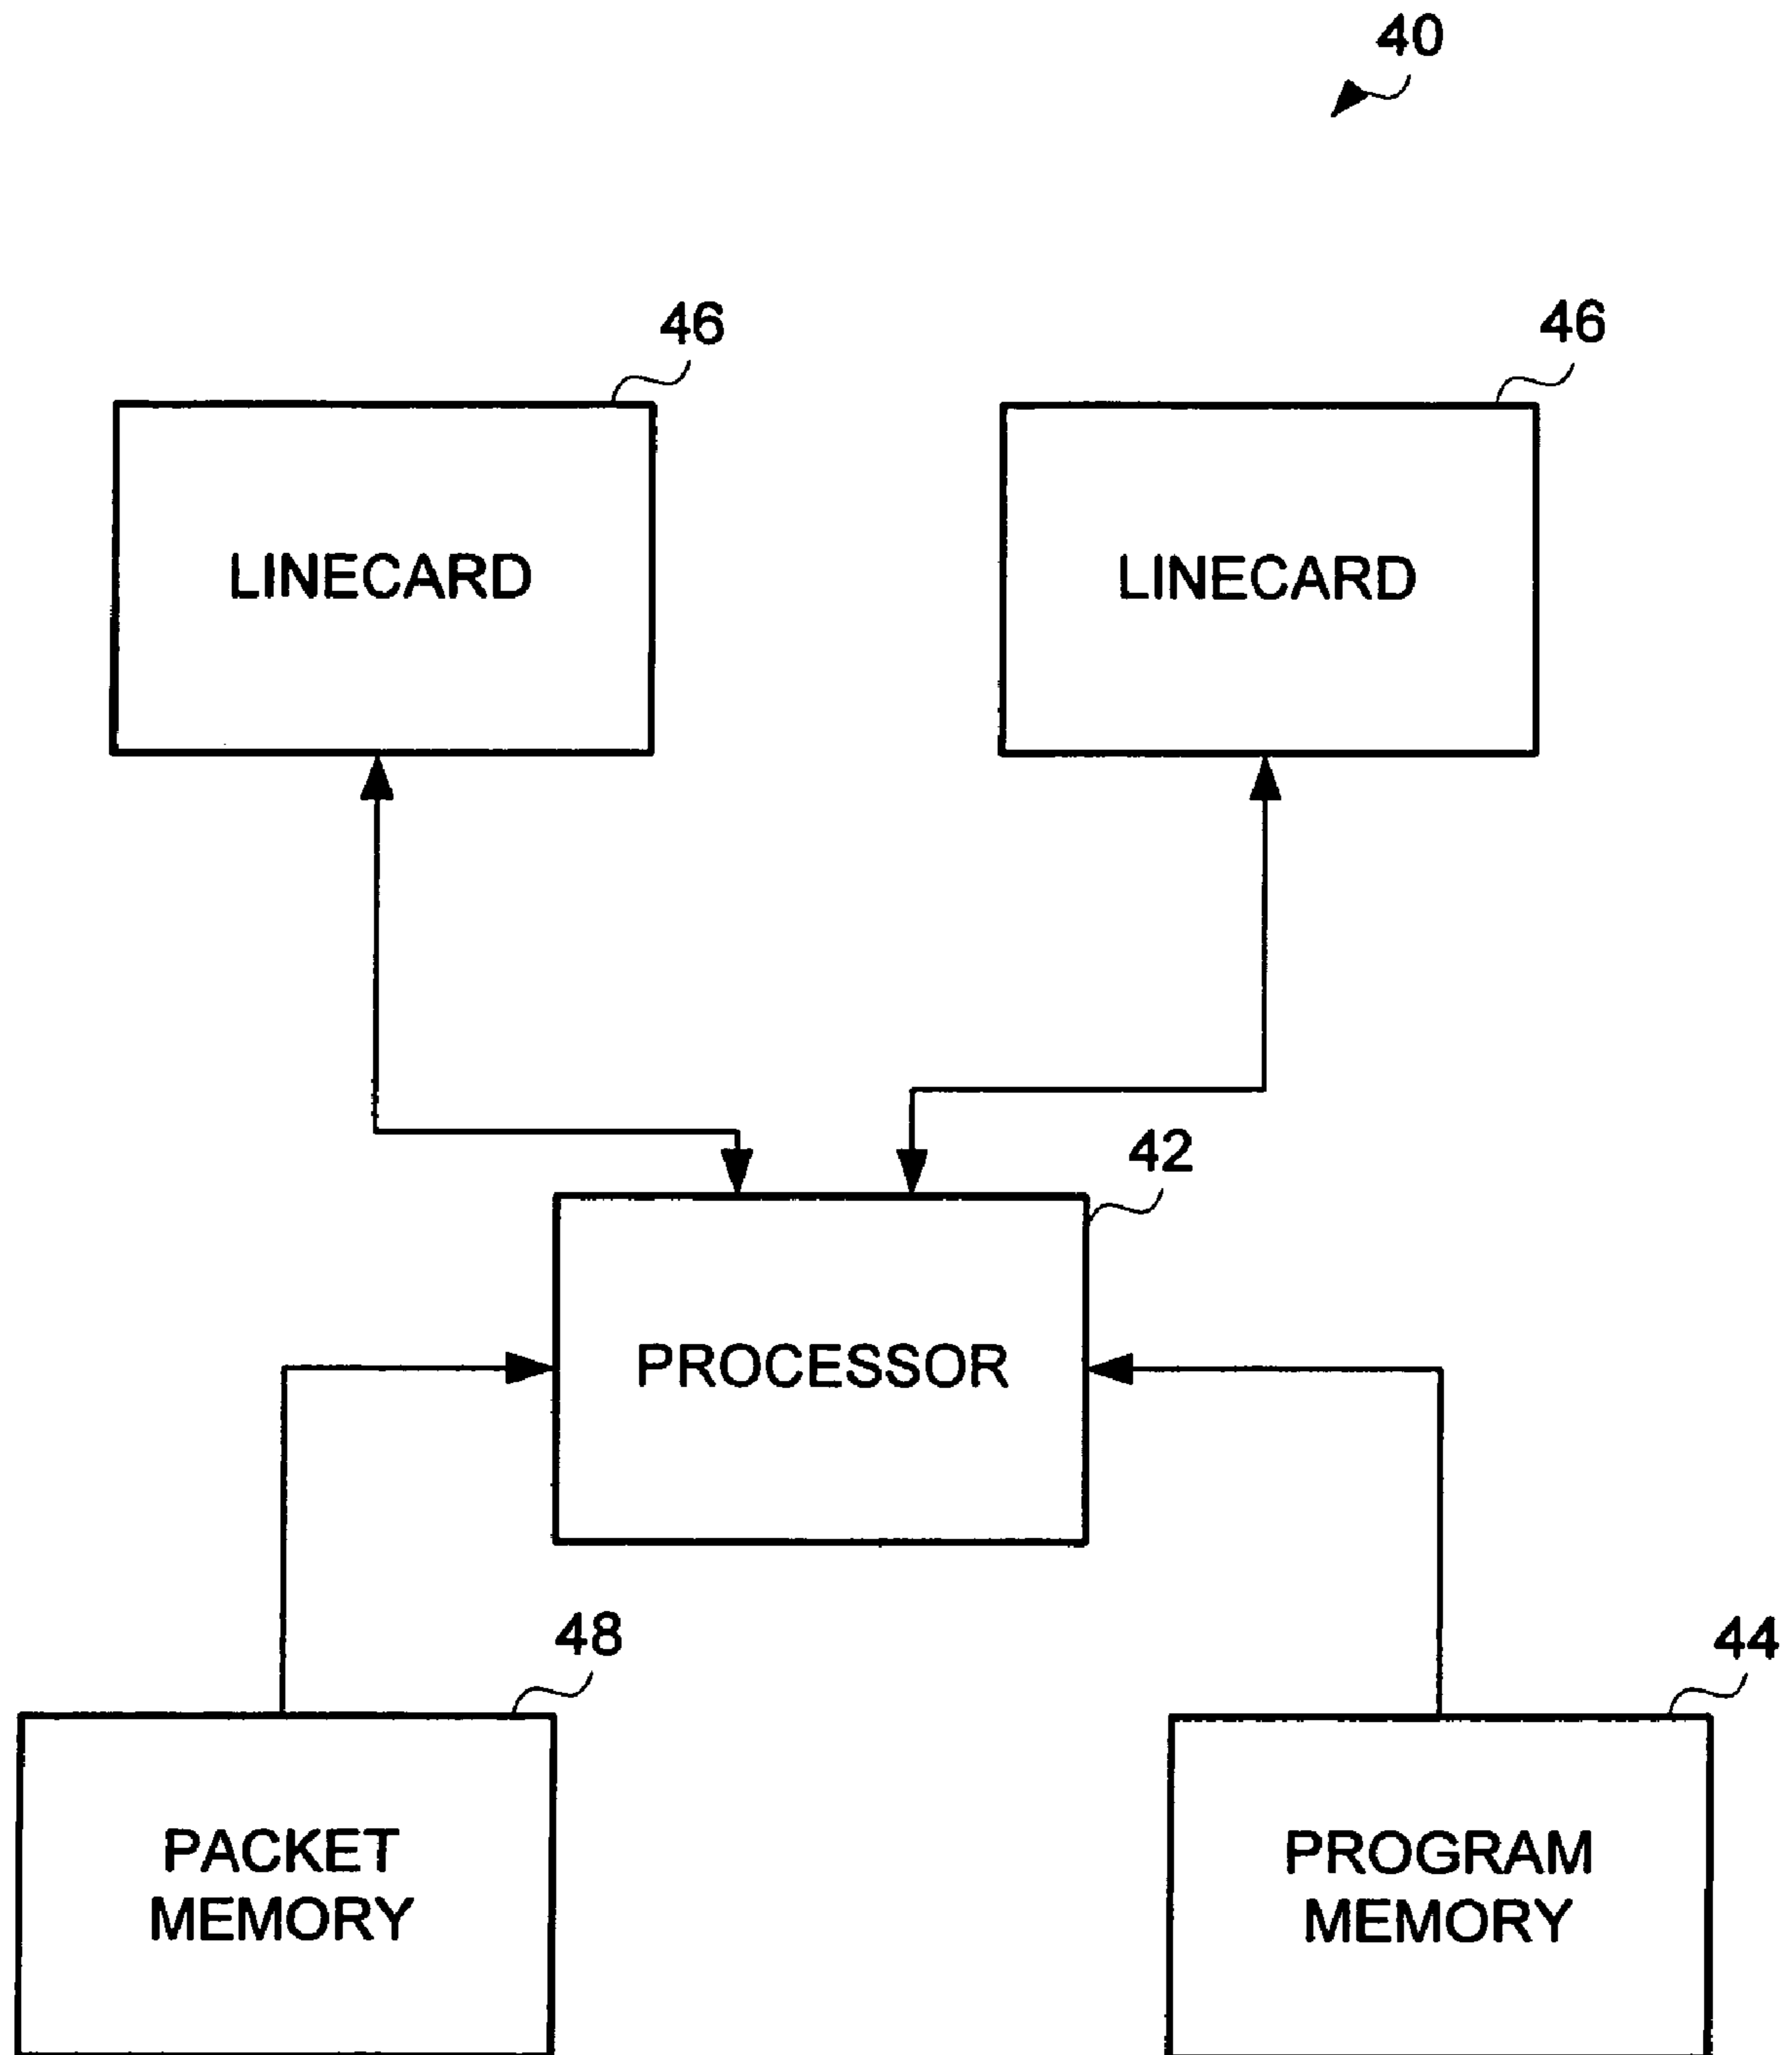 40
46
46
LINECARD
LINECARD
42
PROCESSOR
48
44
PACKET
MEMORY
PROGRAM
MEMORY